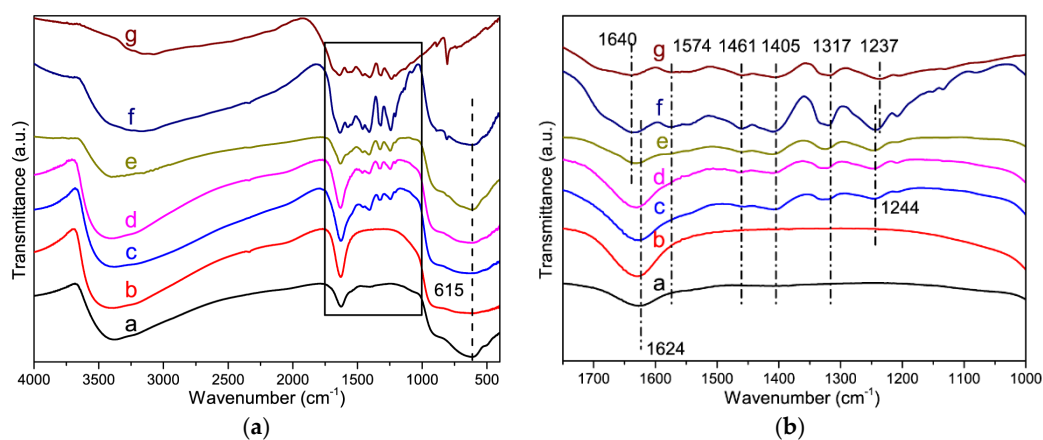 g
f
e
d
c
b
a
615
Transmittance (a.u.)
4000 3500 3000 2500 2000 1500 1000 500
Wavenumber (cm⁻¹)
(a)
1640 1574 1461 1405 1317 1237
g
f
e
d
c
1244
b
a
1624
Transmittance (a.u.)
1700 1600 1500 1400 1300 1200 1100 1000
Wavenumber (cm⁻¹)
(b)